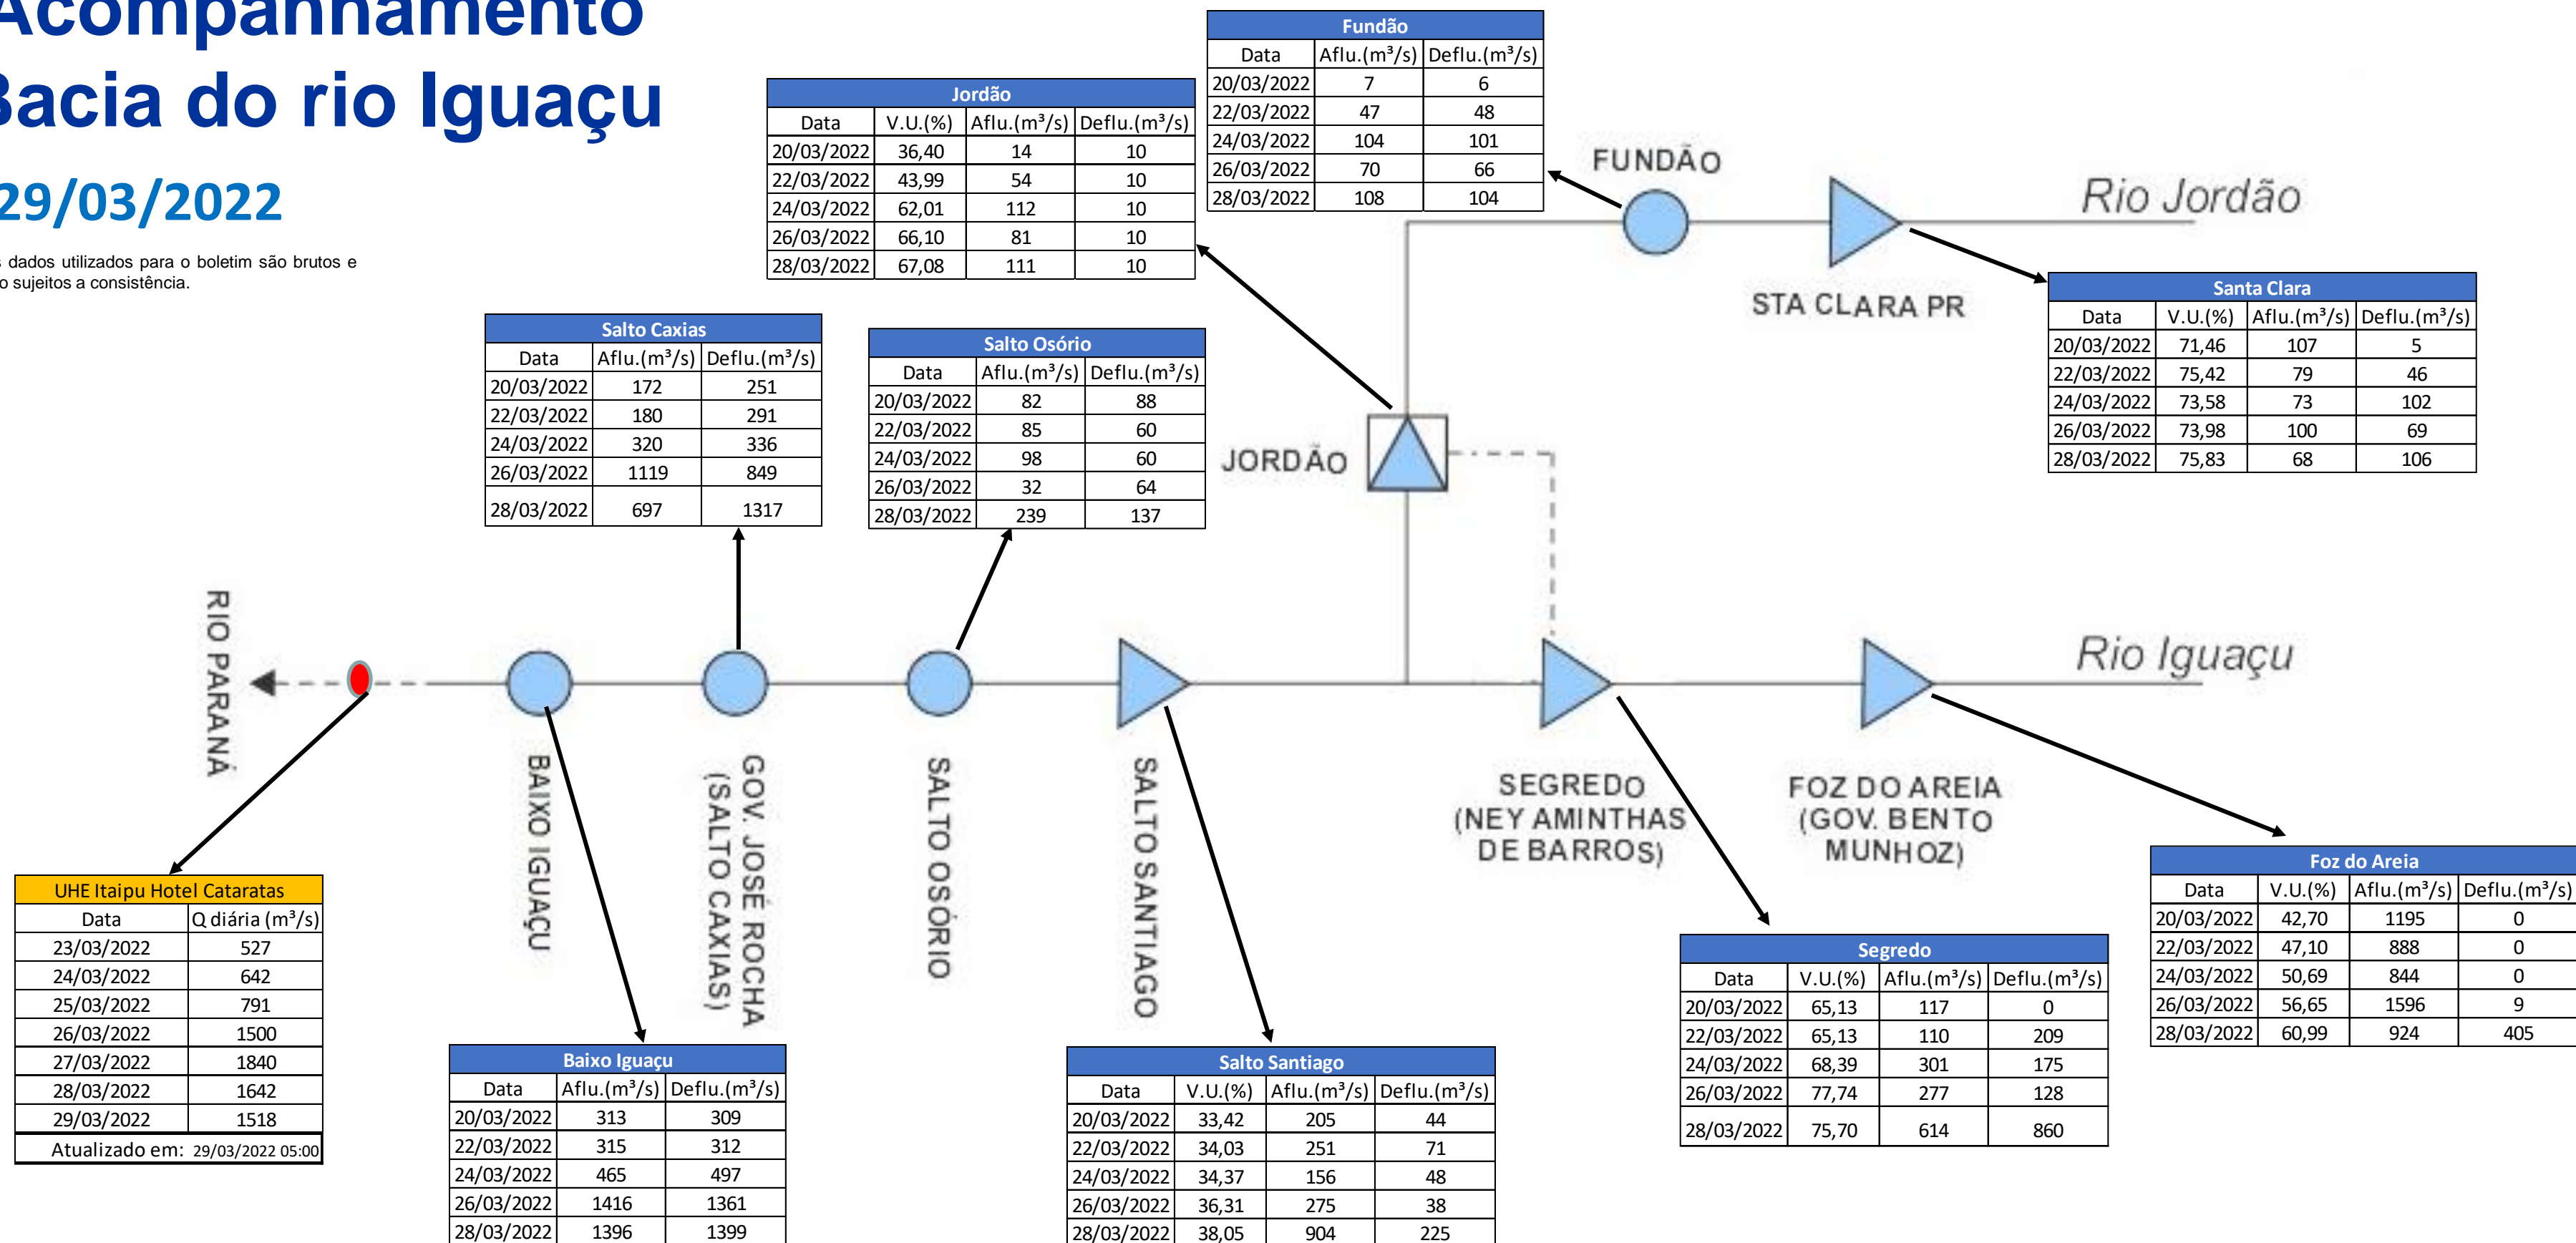 Acompanhamento
Bacia do rio Iguaçu
29/03/2022
dados utilizados para o boletim são brutos e
sujeitos a consistência.
Fundão
Data Aflu.(m³/s) Deflu.(m³/s)
20/03/2022 7 6
22/03/2022 47 48
24/03/2022 104 101
26/03/2022 70 66
28/03/2022 108 104
Jordão
Data V.U.(%) Aflu.(m³/s) Deflu.(m³/s)
20/03/2022 36,40 14 10
22/03/2022 43,99 54 10
24/03/2022 62,01 112 10
26/03/2022 66,10 81 10
28/03/2022 67,08 111 10
FUNDÃO
Rio Jordão
STA CLARA PR
Santa Clara
Data V.U.(%) Aflu.(m³/s) Deflu.(m³/s)
20/03/2022 71,46 107 5
22/03/2022 75,42 79 46
24/03/2022 73,58 73 102
26/03/2022 73,98 100 69
28/03/2022 75,83 68 106
Salto Caxias
Data Aflu.(m³/s) Deflu.(m³/s)
20/03/2022 172 251
22/03/2022 180 291
24/03/2022 320 336
26/03/2022 1119 849
28/03/2022 697 1317
Salto Osório
Data Aflu.(m³/s) Deflu.(m³/s)
20/03/2022 82 88
22/03/2022 85 60
24/03/2022 98 60
26/03/2022 32 64
28/03/2022 239 137
JORDÃO
RIO PARANÁ
Rio Iguaçu
BAIXO IGUAÇU
GOV. JOSÉ ROCHA
(SALTO CAXIAS)
SALTO OSÓRIO
SALTO SANTIAGO
SEGREDO
(NEY AMINTHAS
DE BARROS)
FOZ DO AREIA
(GOV. BENTO
MUNHOZ)
UHE Itaipu Hotel Cataratas
Data Q diária (m³/s)
23/03/2022 527
24/03/2022 642
25/03/2022 791
26/03/2022 1500
27/03/2022 1840
28/03/2022 1642
29/03/2022 1518
Atualizado em: 29/03/2022 05:00
Baixo Iguaçu
Data Aflu.(m³/s) Deflu.(m³/s)
20/03/2022 313 309
22/03/2022 315 312
24/03/2022 465 497
26/03/2022 1416 1361
28/03/2022 1396 1399
Salto Santiago
Data V.U.(%) Aflu.(m³/s) Deflu.(m³/s)
20/03/2022 33,42 205 44
22/03/2022 34,03 251 71
24/03/2022 34,37 156 48
26/03/2022 36,31 275 38
28/03/2022 38,05 904 225
Segredo
Data V.U.(%) Aflu.(m³/s) Deflu.(m³/s)
20/03/2022 65,13 117 0
22/03/2022 65,13 110 209
24/03/2022 68,39 301 175
26/03/2022 77,74 277 128
28/03/2022 75,70 614 860
Foz do Areia
Data V.U.(%) Aflu.(m³/s) Deflu.(m³/s)
20/03/2022 42,70 1195 0
22/03/2022 47,10 888 0
24/03/2022 50,69 844 0
26/03/2022 56,65 1596 9
28/03/2022 60,99 924 405